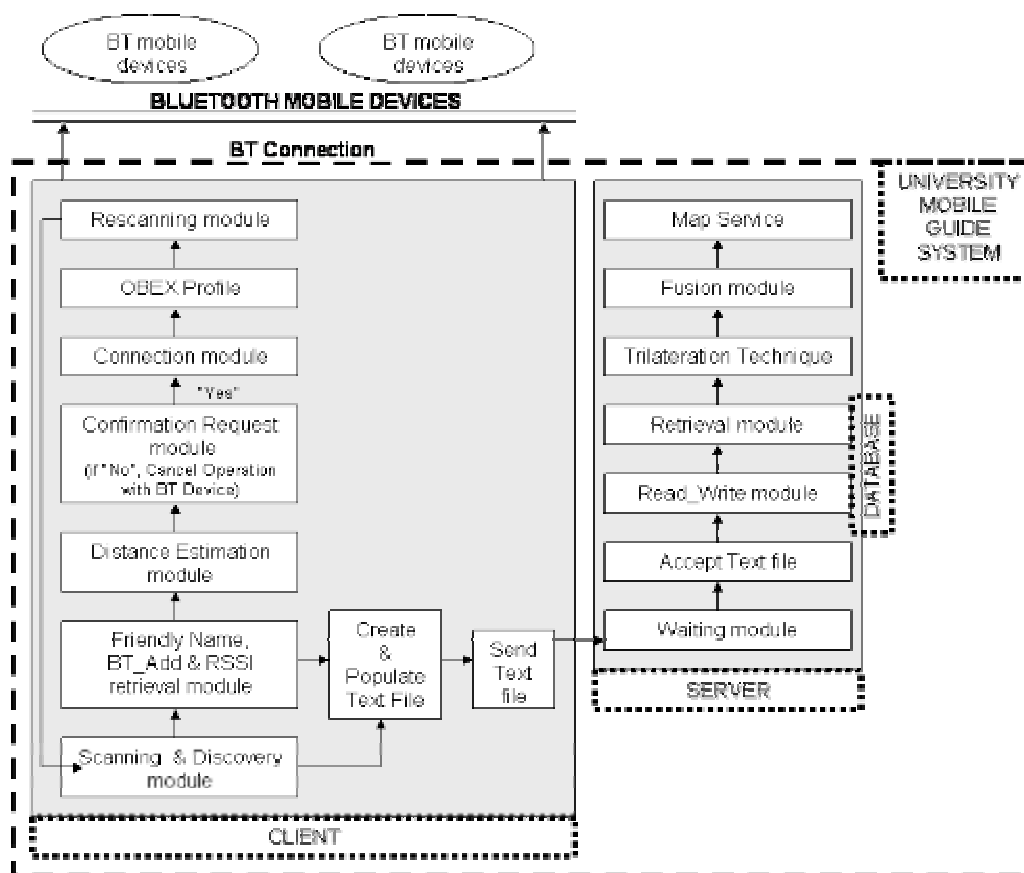 BT mobile
devices
BT mobile
devices
BLUETOOTH MOBILE DEVICES
BT Connection
UNIVERSITY
MOBILE
GUIDE
SYSTEM
Rescanning module
OBEX Profile
Connection module
"Yes"
Confirmation Request
module
(if "No", Cancel Operation
with BT Device)
Distance Estimation
module
Friendly Name,
BT_Add & RSSI
retrieval module
Scanning & Discovery
module
Create
&
Populate
Text File
Send
Text
file
CLIENT
Map Service
Fusion module
Trilateration Technique
Retrieval module
Read_Write module
Accept Text file
Waiting module
DATABASE
SERVER